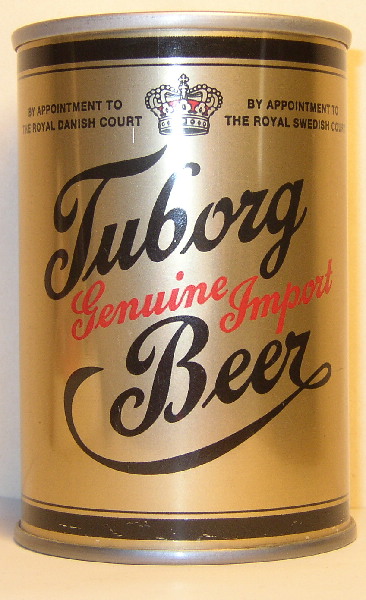 BY APPOINTMENT TO
THE ROYAL DANISH COURT
BY APPOINTMENT TO
THE ROYAL SWEDISH COURT
Tuborg
Genuine Import
Beer